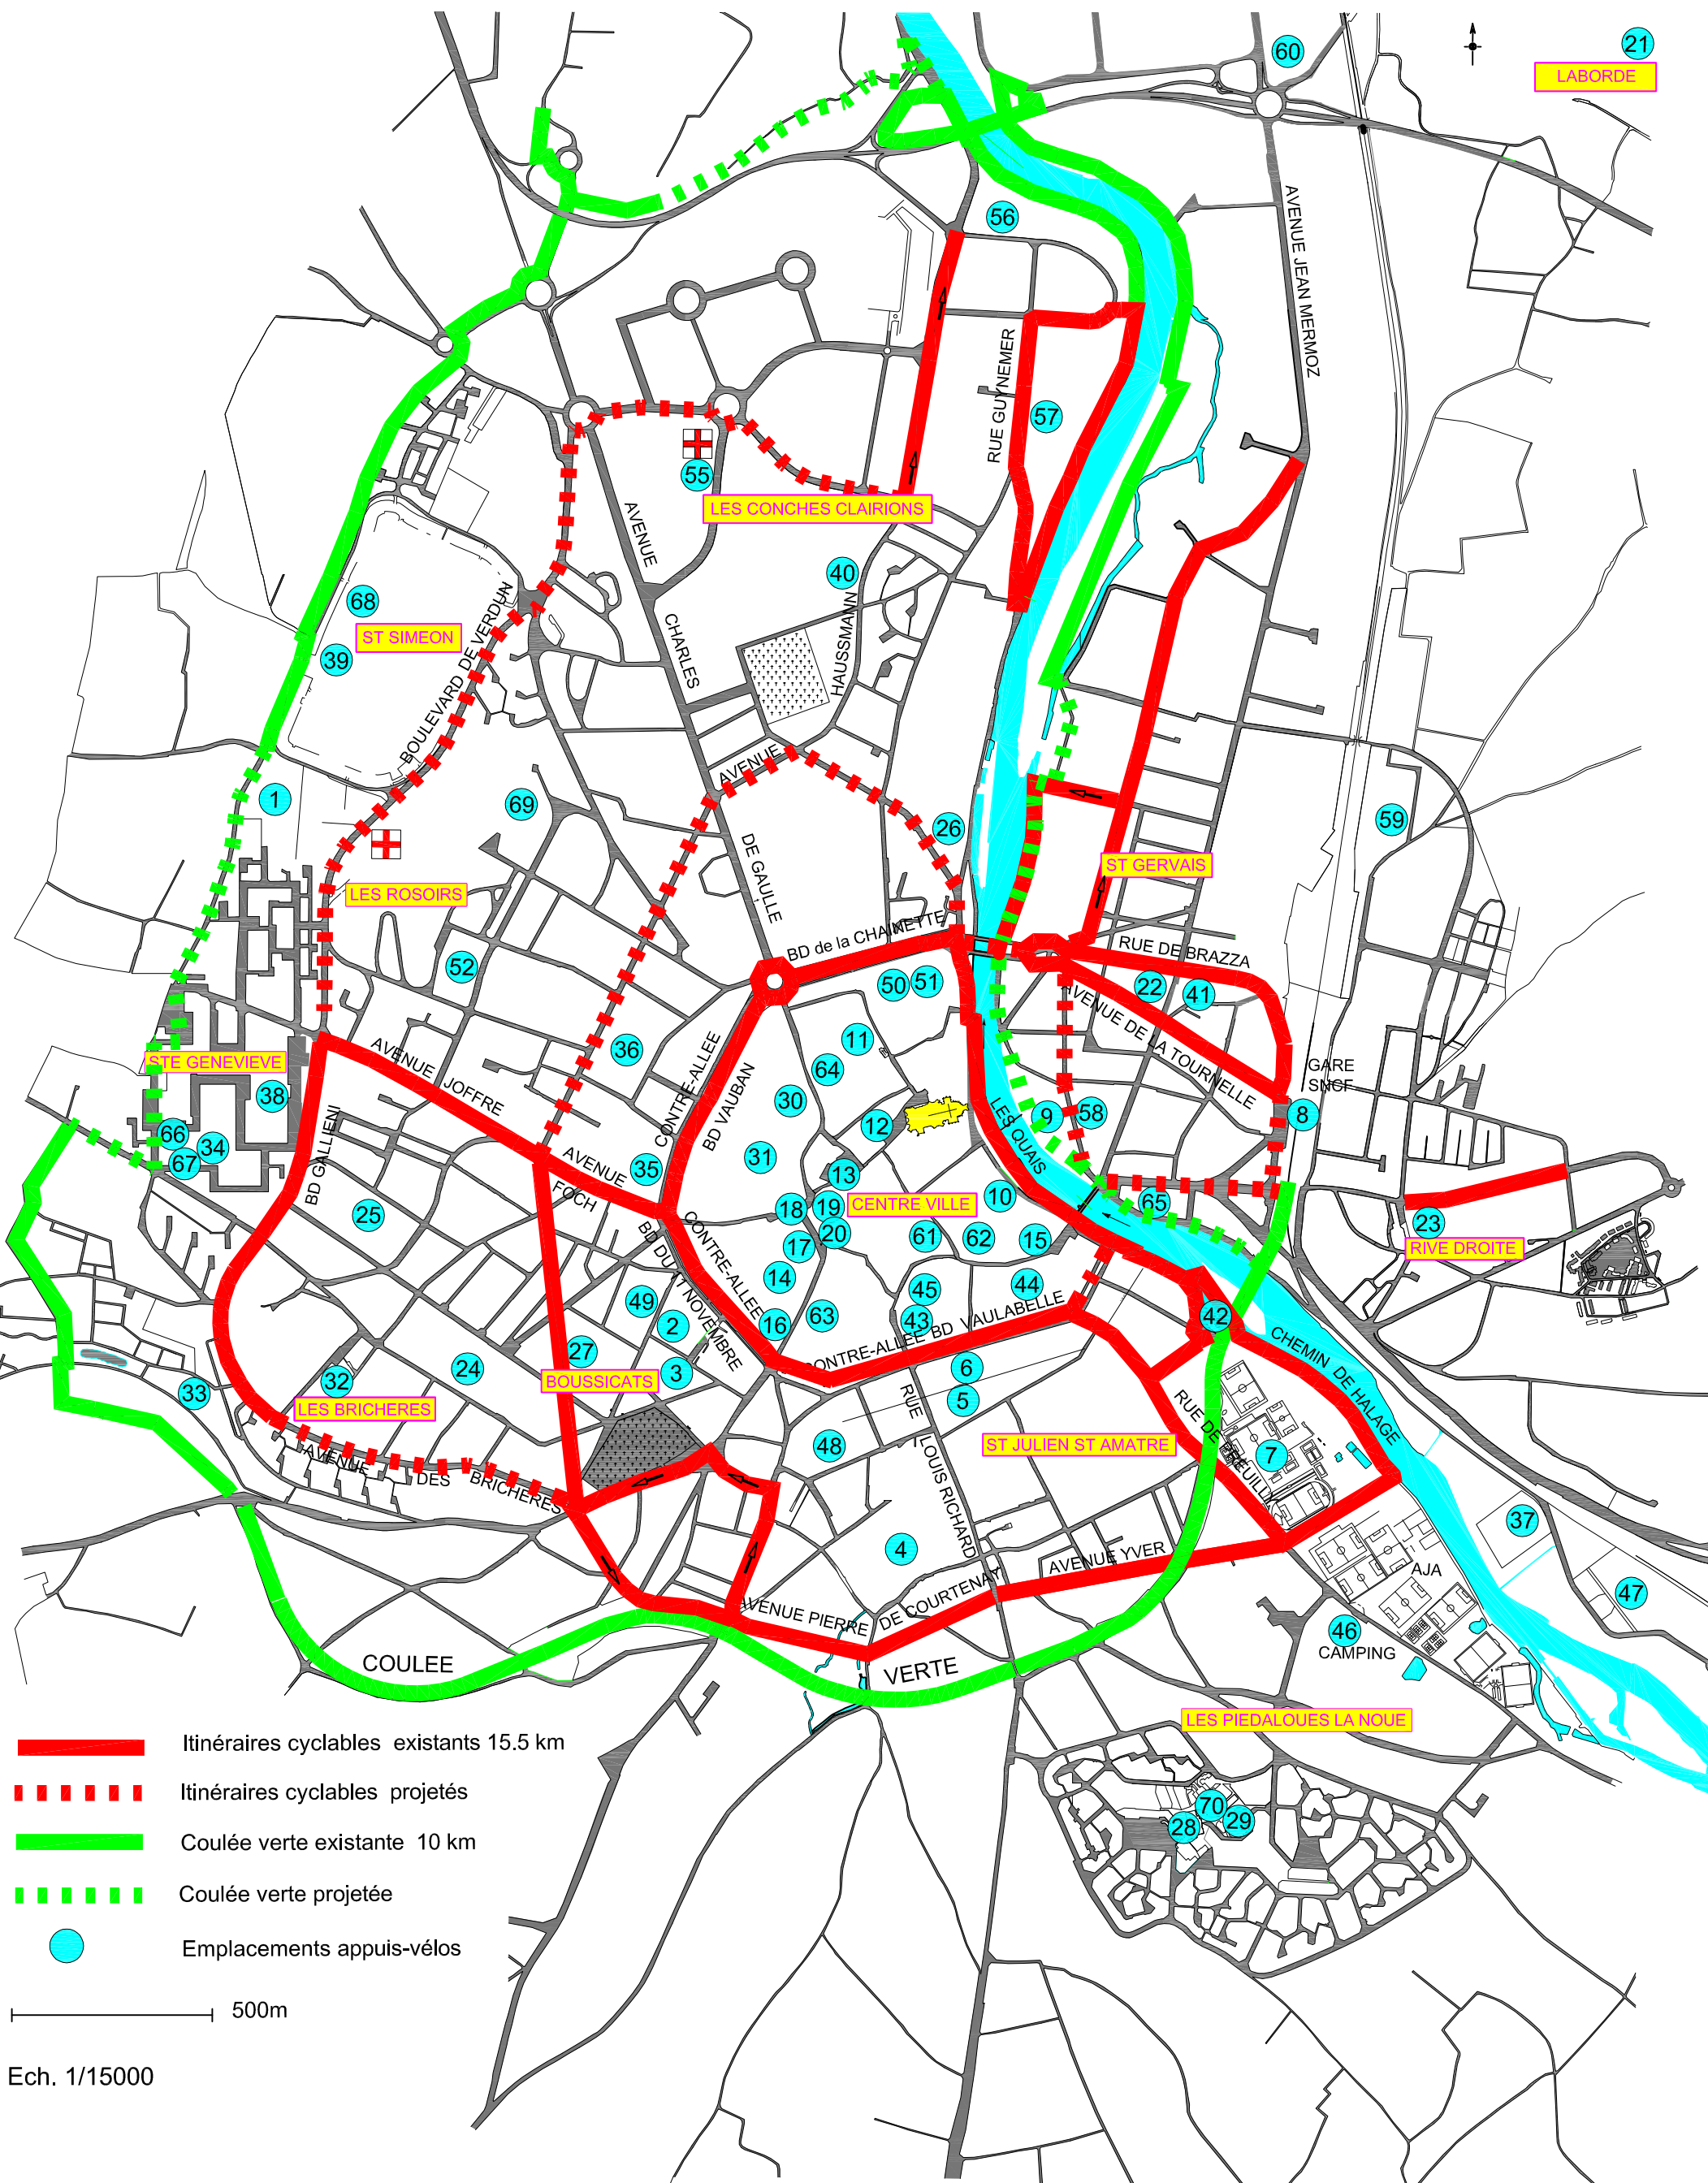 21
60
LABORDE
56
AVENUE JEAN MERMOZ
RUE GUYNEMER
57
55
LES CONCHES CLAIRIONS
AVENUE
40
68
ST SIMEON
39
BOULEVARD DE VERDUN
CHARLES
HAUSSMANN
AVENUE
1
69
26
59
DE GAULLE
ST GERVAIS
LES ROSOIRS
BD de la CHAINETTE
RUE DE BRAZZA
52
50
51
22
41
AVENUE DE LA TOURNELLE
36
11
STE GENEVIEVE
AVENUE JOFFRE
CONTRE-ALLEE
BD VAUBAN
64
GARE
SNCF
38
30
LES QUAIS
9
58
8
12
66
34
67
BD GALLIENI
AVENUE
FOCH
35
31
13
10
65
25
18
19
CENTRE VILLE
23
RIVE DROITE
BD DU 11 NOVEMBRE
CONTRE-ALLEE
17
20
61
62
15
14
45
44
49
2
16
63
43
42
CONTRE-ALLEE BD VAULABELLE
CHEMIN DE HALAGE
27
24
3
6
32
33
BOUSSICATS
5
LES BRICHERES
RUE
LOUIS RICHARD
RUE DE PREUILLY
48
ST JULIEN ST AMATRE
7
AVENUE DES BRICHERES
37
4
AVENUE YVER
AJA
47
AVENUE PIERRE DE COURTENAY
46
CAMPING
COULEE
VERTE
LES PIEDALOUES LA NOUE
Itinéraires cyclables existants 15.5 km
Itinéraires cyclables projetés
70
28
29
Coulée verte existante 10 km
Coulée verte projetée
Emplacements appuis-vélos
500m
Ech. 1/15000